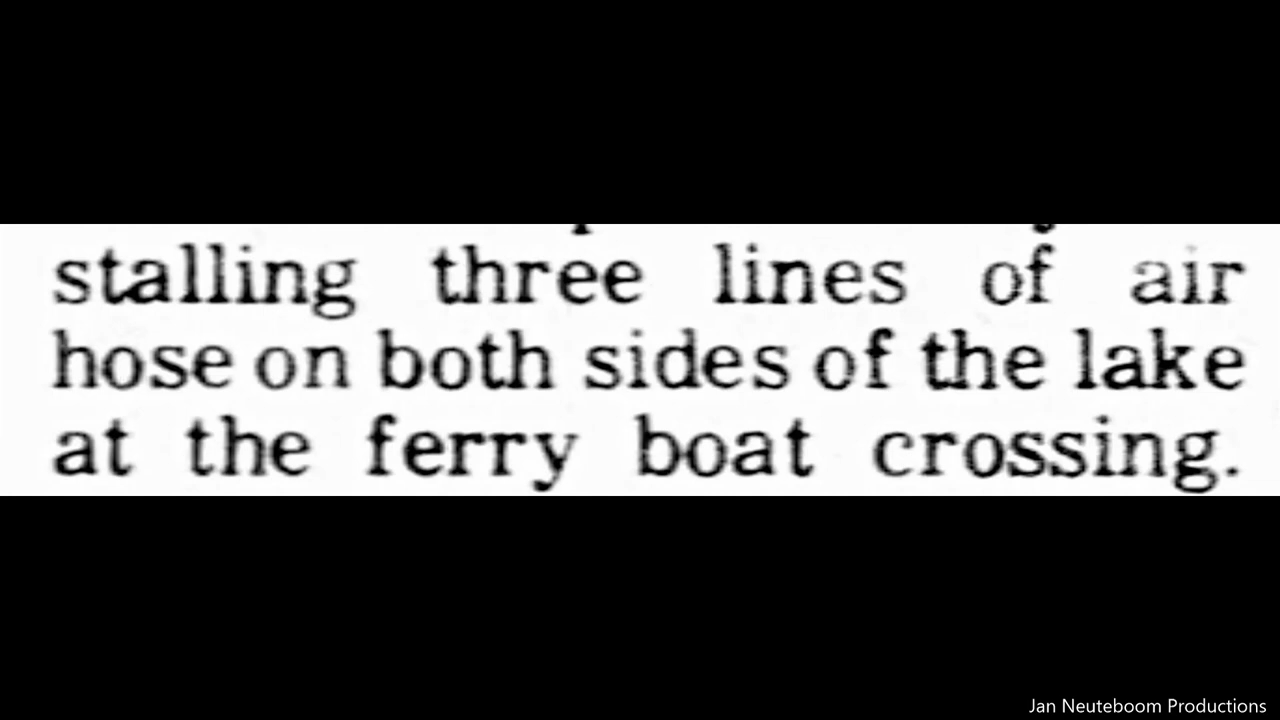 stalling three lines of air
hose on both sides of the lake
at the ferry boat crossing.
Jan Neuteboom Productions